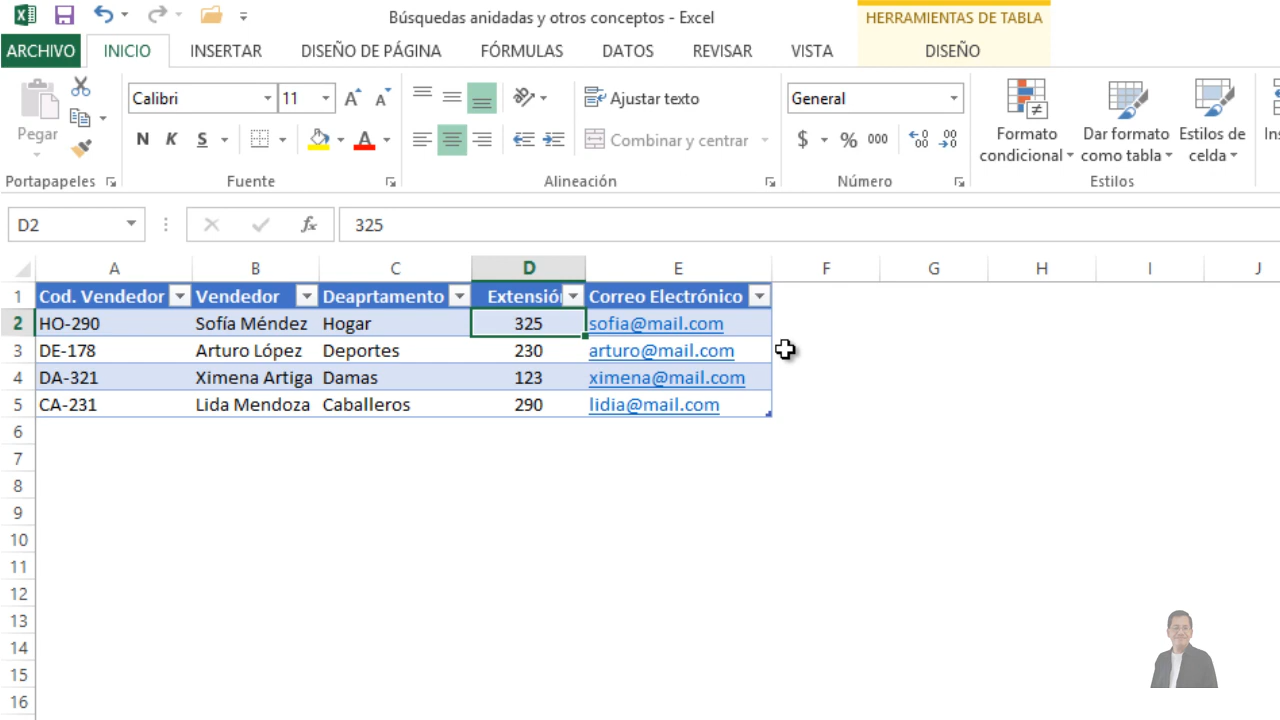 Búsquedas anidadas y otros conceptos - Excel
HERRAMIENTAS DE TABLA
ARCHIVO INICIO INSERTAR DISEÑO DE PÁGINA FÓRMULAS DATOS REVISAR VISTA DISEÑO
Calibri 11 Ajustar texto General
Pegar N K S A Combinar y centrar $ % 000 Formato condicional Dar formato como tabla Estilos de celda
Portapapeles Fuente Alineación Número Estilos
D2 fx 325
A B C D E F G H I J
1 Cod. Vendedor Vendedor Deaprtamento Extensió Correo Electrónico
2 HO-290 Sofía Méndez Hogar 325 sofia@mail.com
3 DE-178 Arturo López Deportes 230 arturo@mail.com
4 DA-321 Ximena Artiga Damas 123 ximena@mail.com
5 CA-231 Lida Mendoza Caballeros 290 lidia@mail.com
6
7
8
9
10
11
12
13
14
15
16